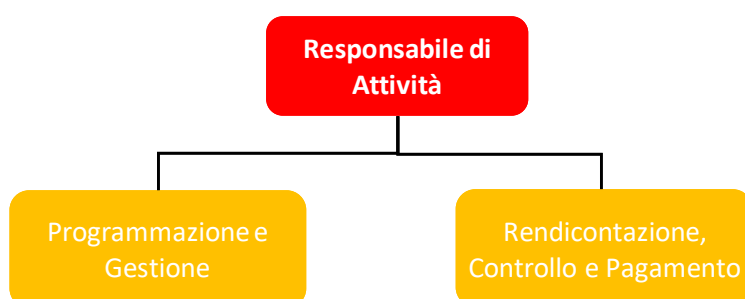 Responsabile di
Attività
Programmazione e
Gestione
Rendicontazione,
Controllo e Pagamento